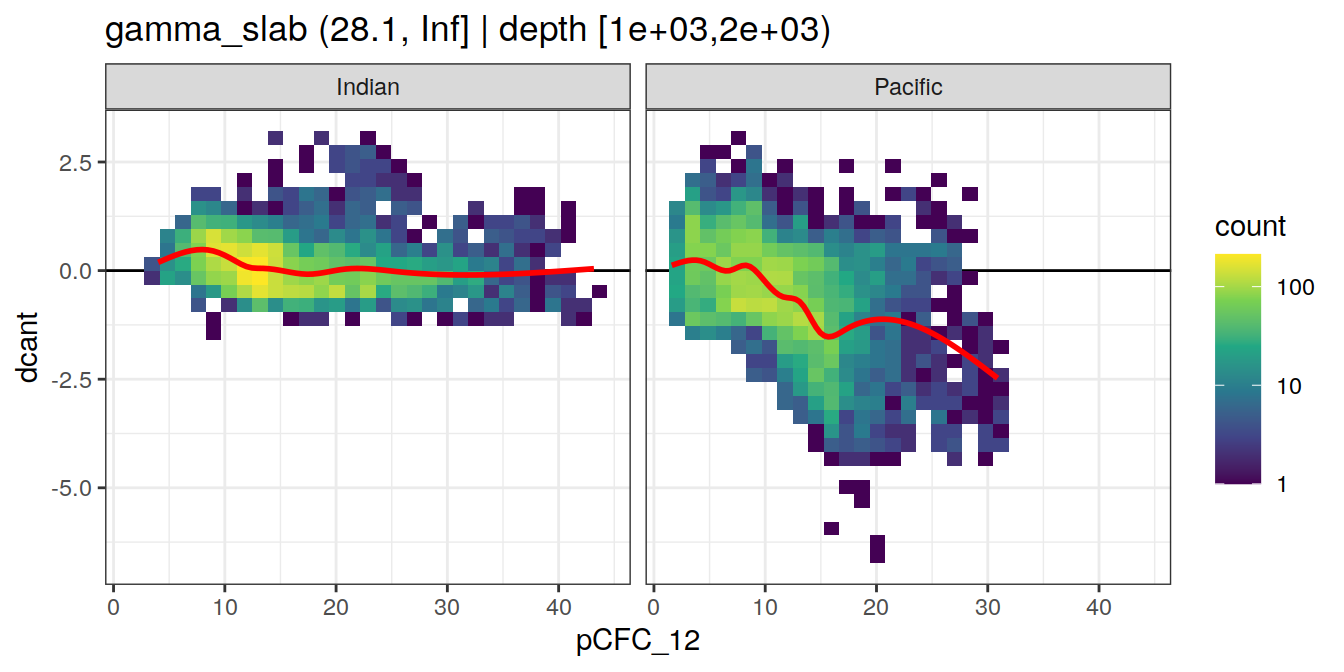 gamma_slab (28.1, Inf] | depth [1e+03,2e+03)
Indian
Pacific
2.5
0.0
-2.5
-5.0
dcant
0 10 20 30 40
0 10 20 30 40
pCFC_12
count
100
10
1